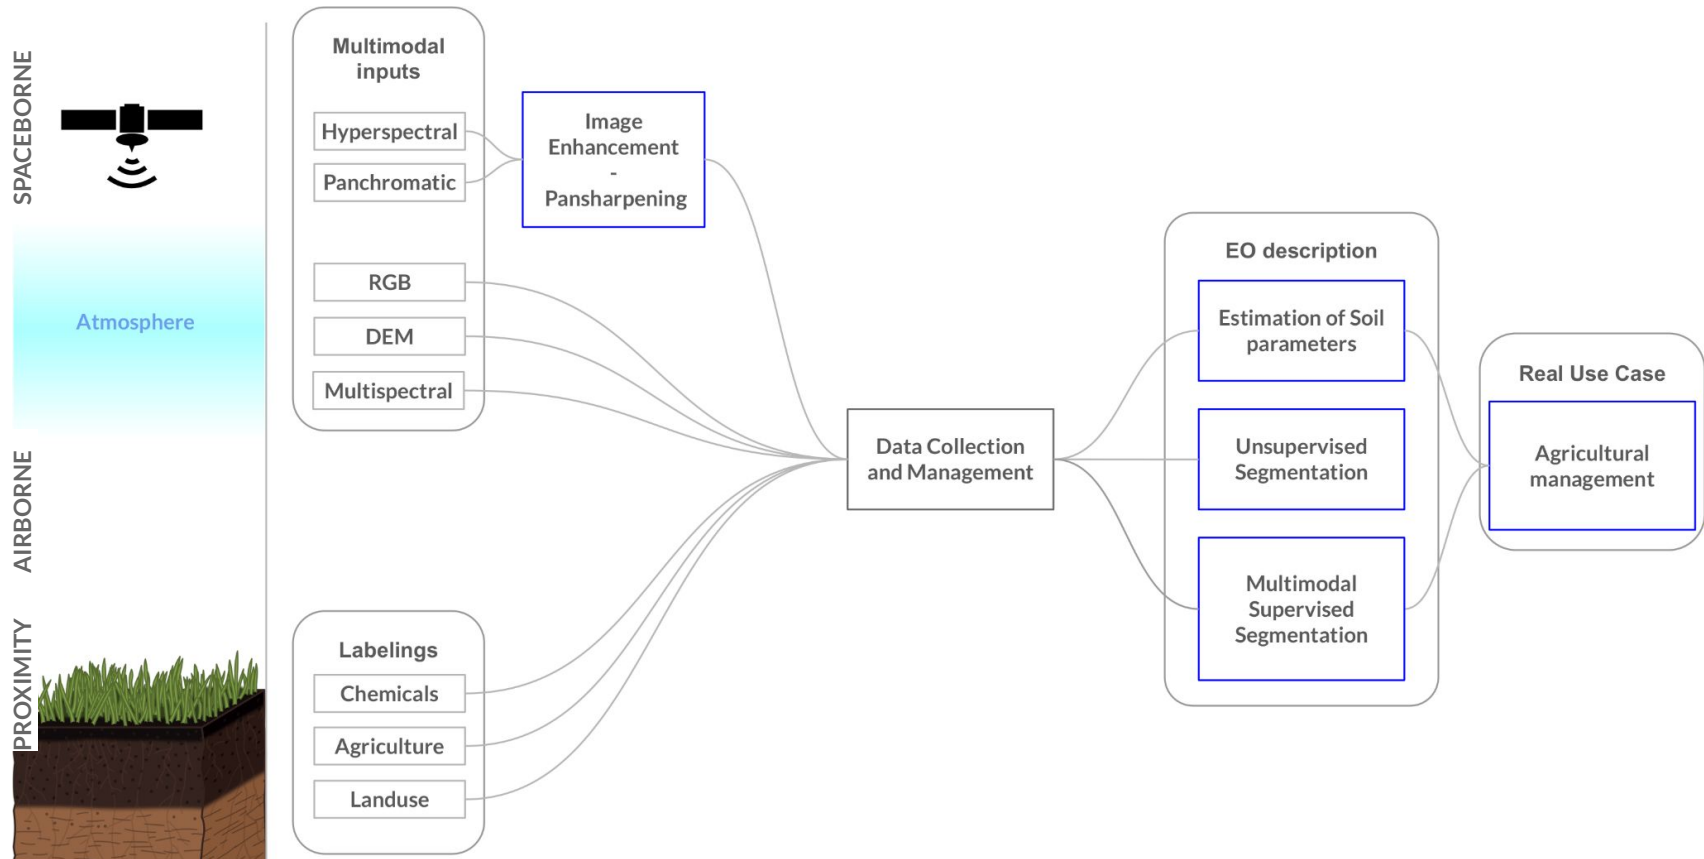 SPACEBORNE
Atmosphere
AIRBORNE
PROXIMITY
Multimodal
inputs
Hyperspectral
Panchromatic
RGB
DEM
Multispectral
Image
Enhancement
-
Pansharpening
Labelings
Chemicals
Agriculture
Landuse
Data Collection
and Management
EO description
Estimation of Soil
parameters
Unsupervised
Segmentation
Multimodal
Supervised
Segmentation
Real Use Case
Agricultural
management